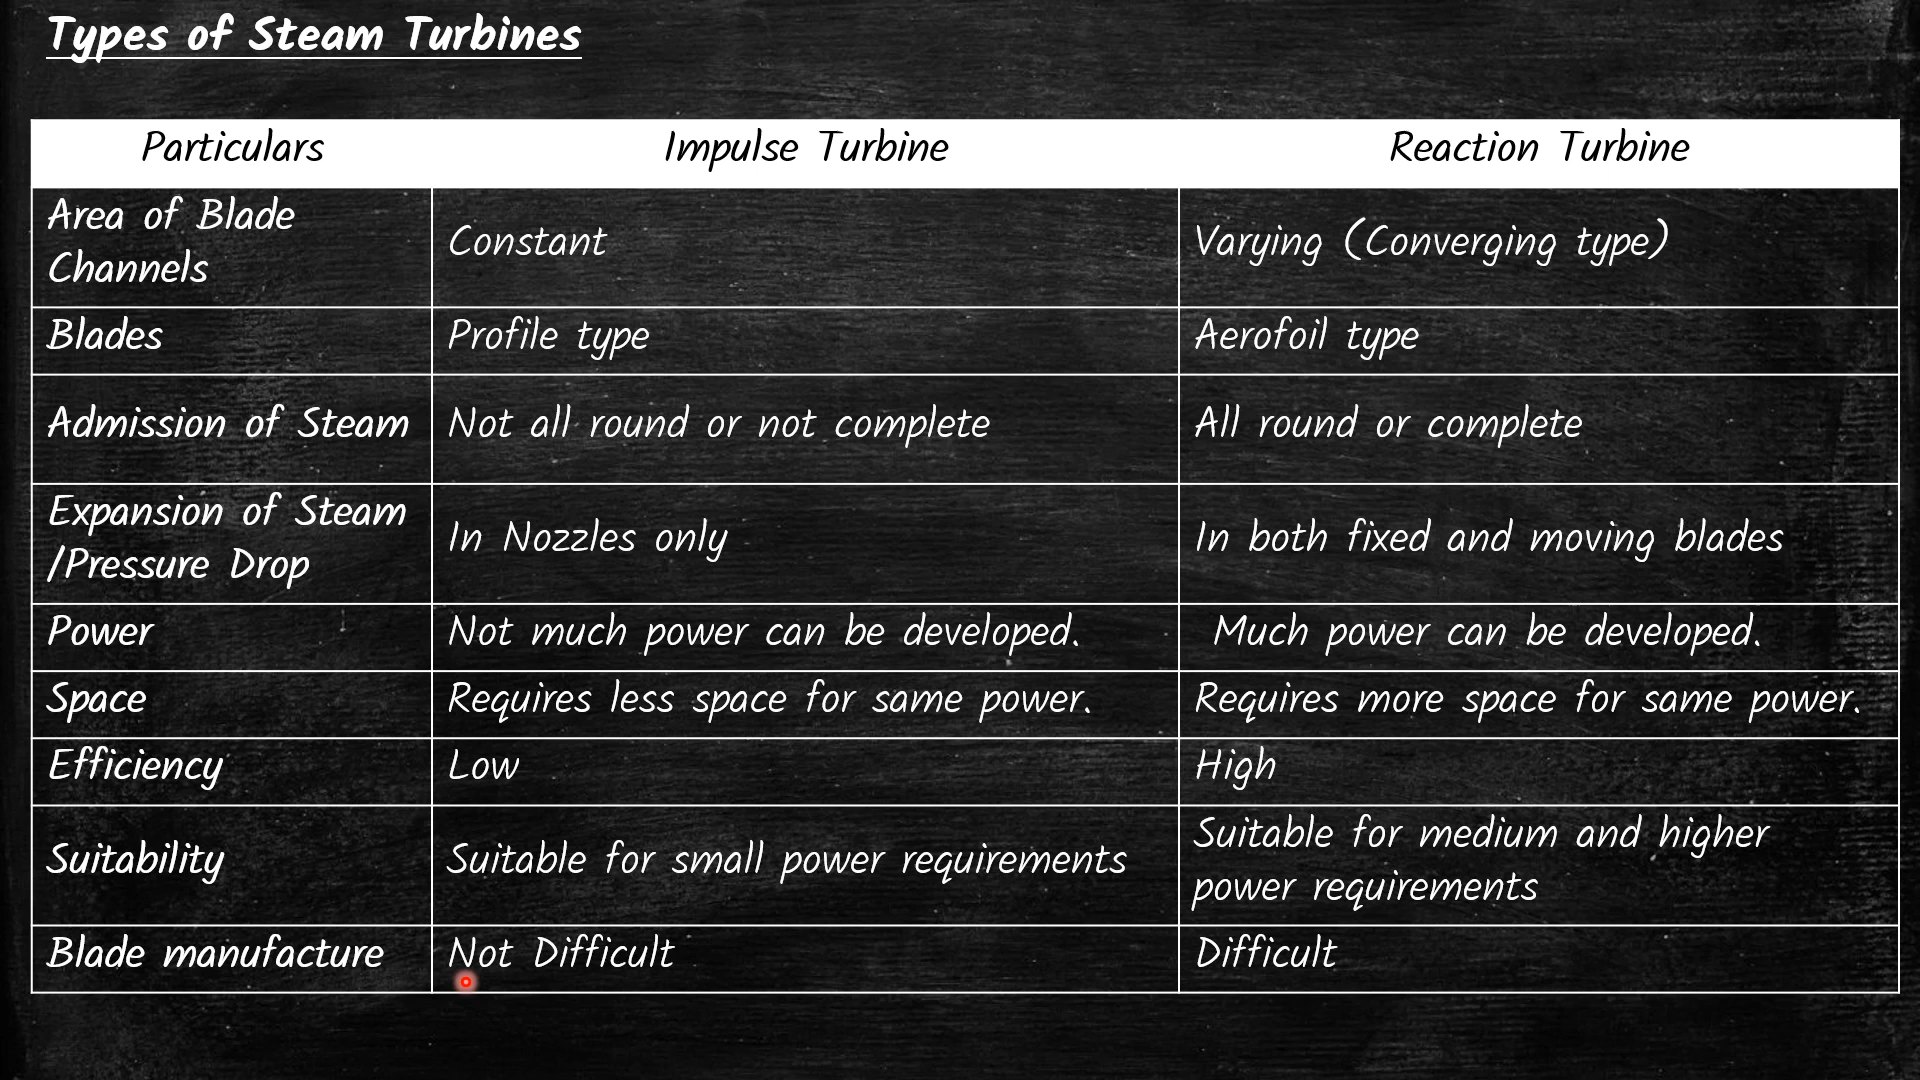 Types of Steam Turbines
Particulars
Impulse Turbine
Reaction Turbine
Area of Blade
Channels
Constant
Varying (Converging type)
Blades
Profile type
Aerofoil type
Admission of Steam
Not all round or not complete
All round or complete
Expansion of Steam
/Pressure Drop
In Nozzles only
In both fixed and moving blades
Power
Not much power can be developed.
Much power can be developed.
Space
Requires less space for same power.
Requires more space for same power.
Efficiency
Low
High
Suitability
Suitable for small power requirements
Suitable for medium and higher
power requirements
Blade manufacture
Not Difficult
Difficult